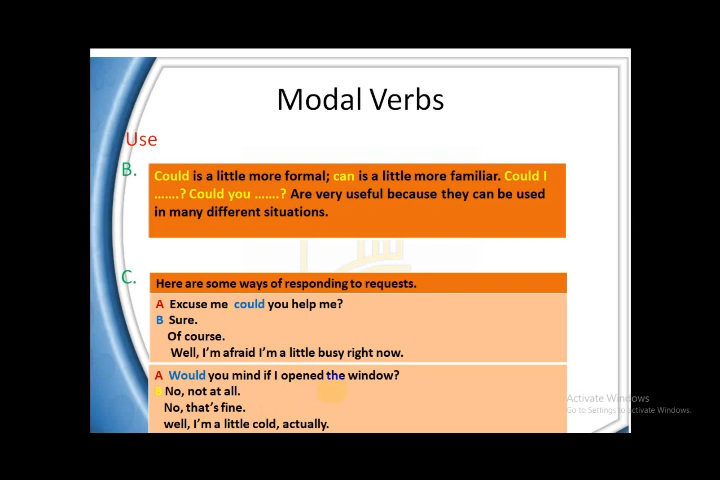 Modal Verbs
Use
B.
Could is a little more formal; can is a little more familiar. Could I
.......? Could you .......? Are very useful because they can be used
in many different situations.
C.
Here are some ways of responding to requests.
A Excuse me could you help me?
B Sure.
Of course.
Well, I'm afraid I'm a little busy right now.
A Would you mind if I opened the window?
B No, not at all.
No, that's fine.
well, I'm a little cold, actually.
Activate Windows
Go to Settings to activate Windows.